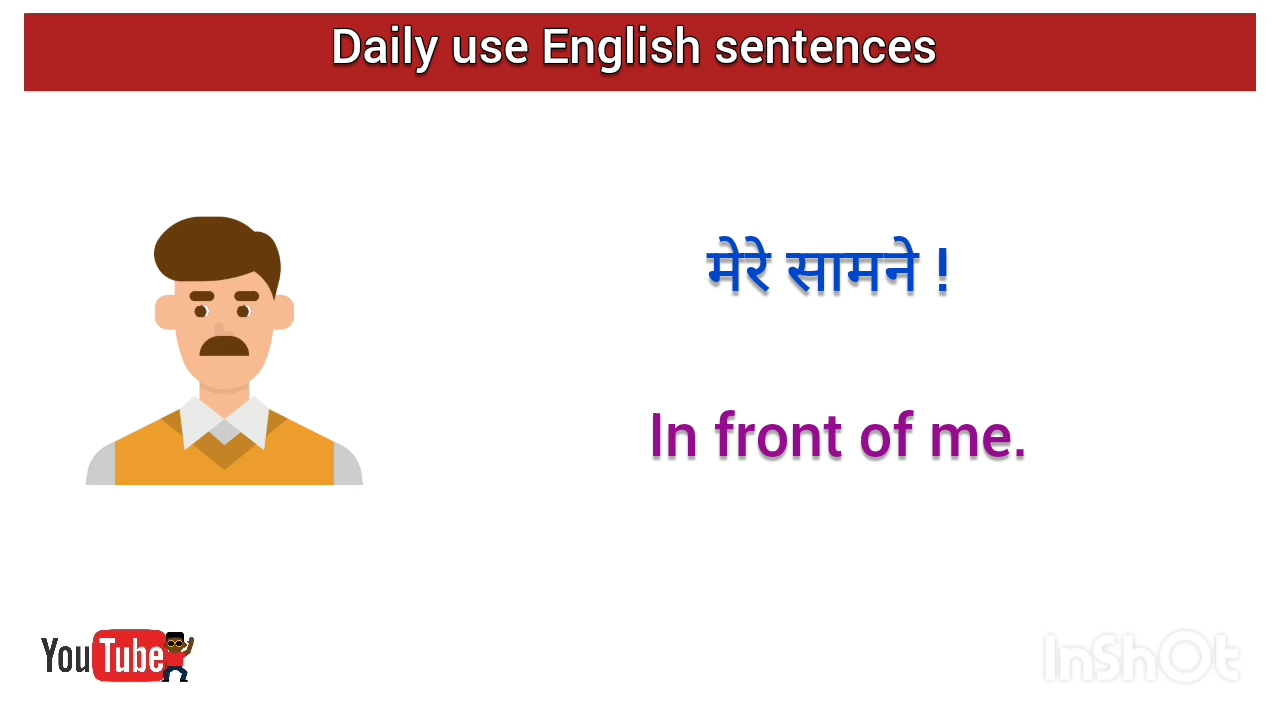 Daily use English sentences
मेरे सामने !
In front of me.
YouTube
InShOt